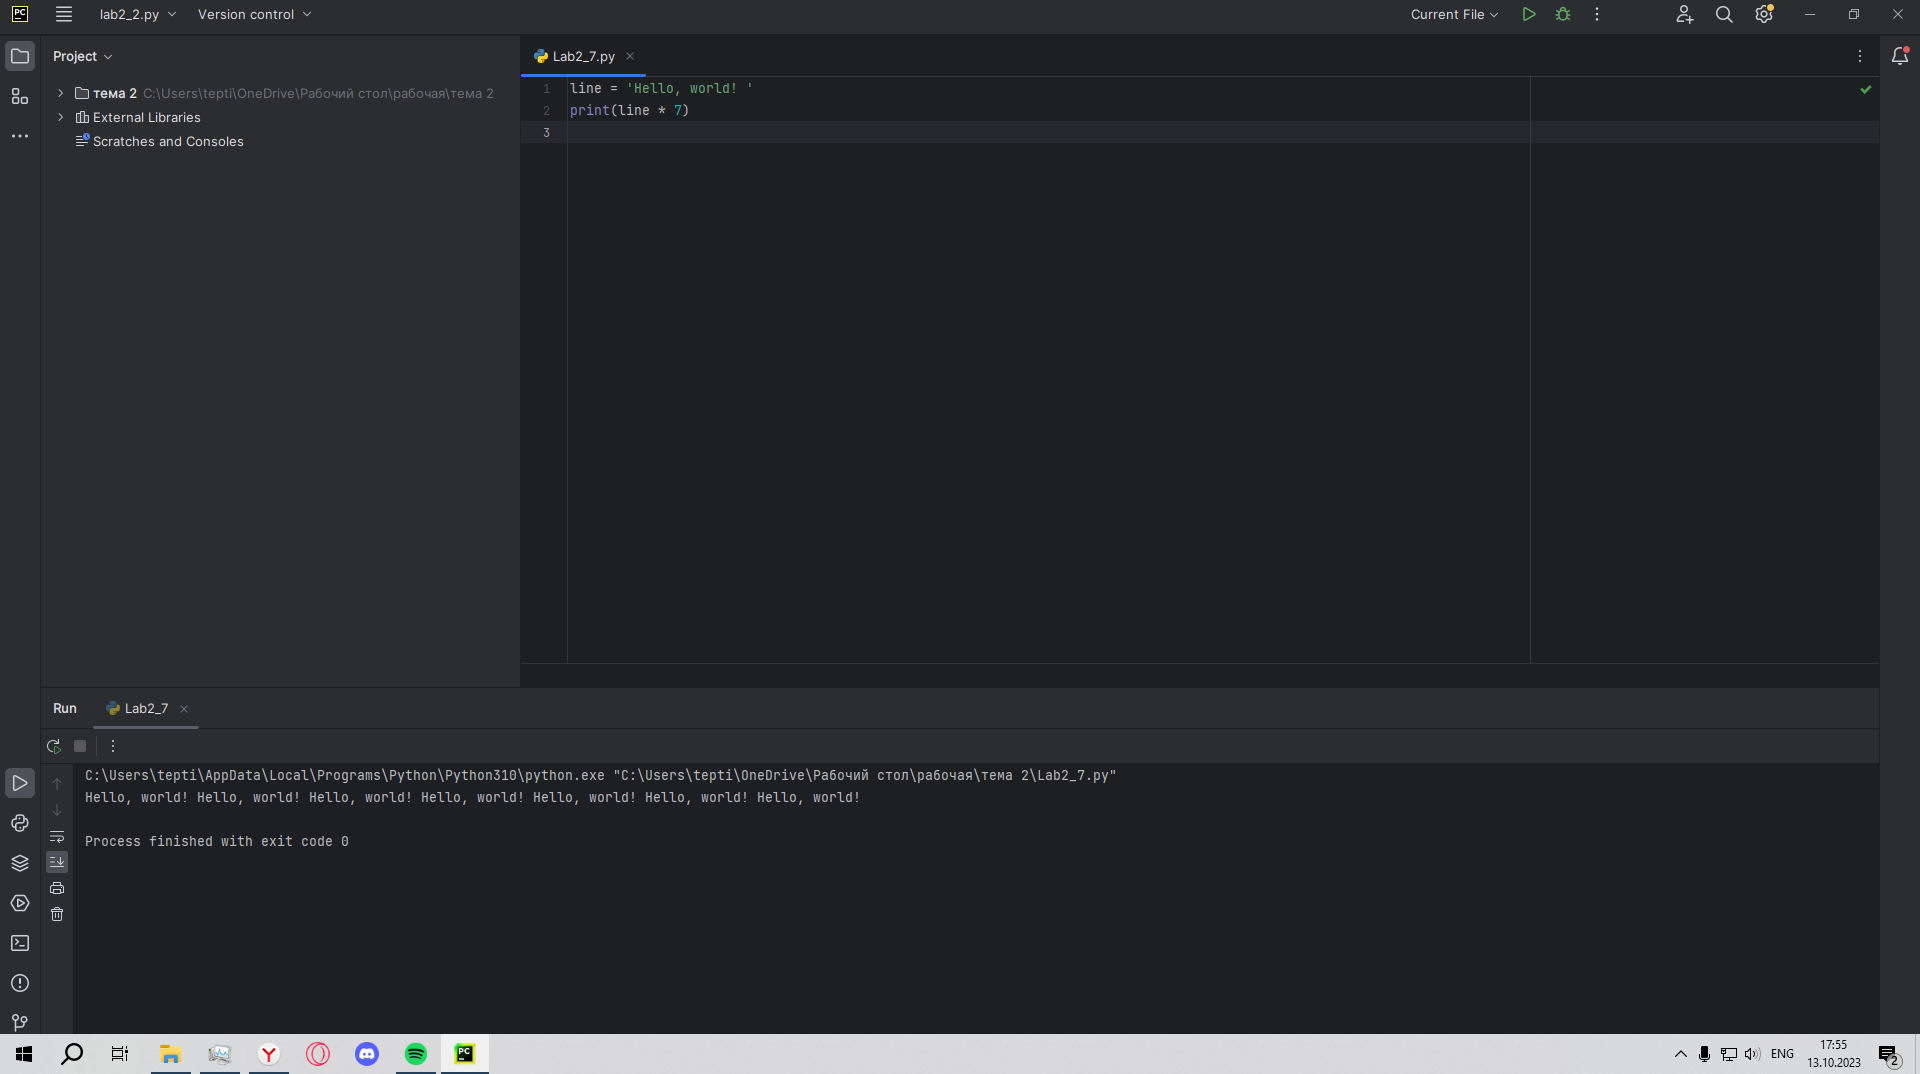 PC lab2_2.py Version control Current File
Project
Lab2_7.py
тема 2 C:\Users\tepti\OneDrive\Рабочий стол\рабочая\тема 2
External Libraries
Scratches and Consoles
1 line = 'Hello, world! '
2 print(line * 7)
3
Run Lab2_7
C:\Users\tepti\AppData\Local\Programs\Python\Python310\python.exe "C:\Users\tepti\OneDrive\Рабочий стол\рабочая\тема 2\Lab2_7.py"
Hello, world! Hello, world! Hello, world! Hello, world! Hello, world! Hello, world! Hello, world!
Process finished with exit code 0
PC
ENG
17:55
13.10.2023
2